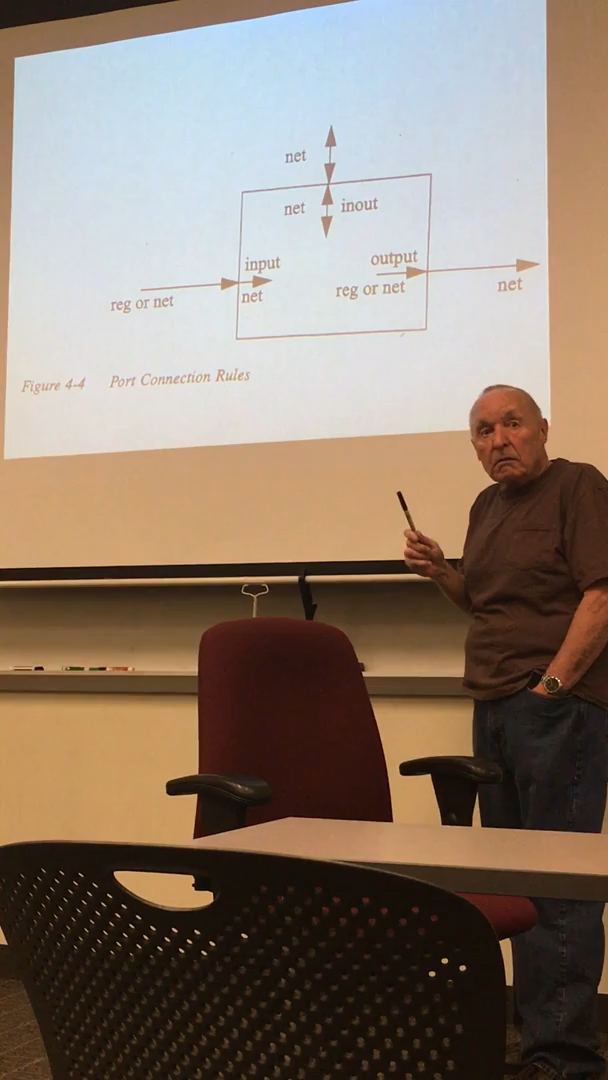 net
net inout
input
output
net
reg or net
reg or net
net
Figure 4-4 Port Connection Rules